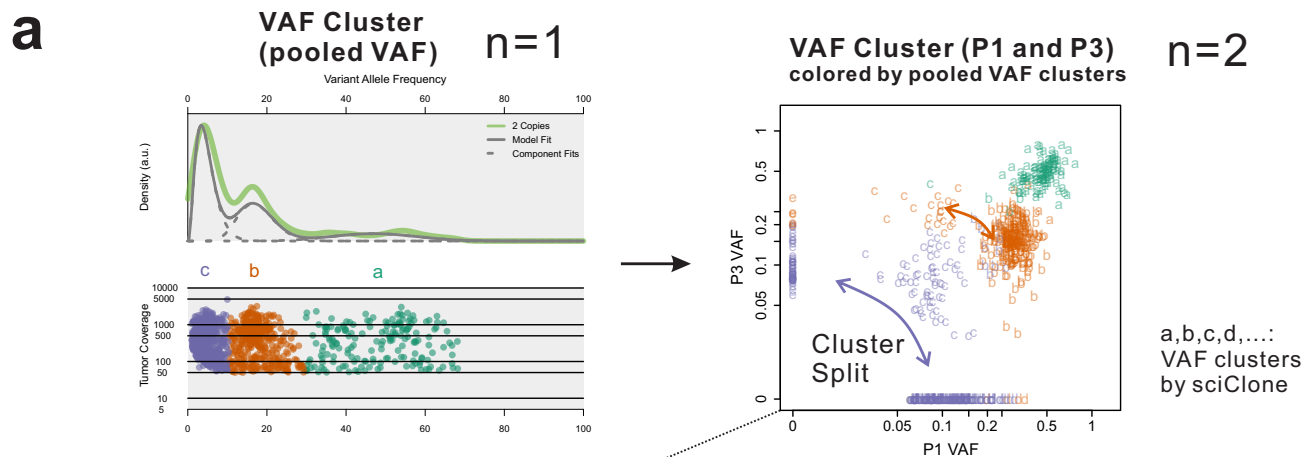 a
VAF Cluster
(pooled VAF)
n=1
Variant Allele Frequency
0 20 40 60 80 100
Density (a.u.)
2 Copies
Model Fit
Component Fits
c b a
Tumor Coverage
10000
5000
1000
500
100
50
10
5
0 20 40 60 80 100
VAF Cluster (P1 and P3)
colored by pooled VAF clusters
n=2
P3 VAF
1
0.5
0.2
0.1
0.05
0
Cluster
Split
0 0.05 0.1 0.2 0.5 1
P1 VAF
a,b,c,d,...:
VAF clusters
by sciClone